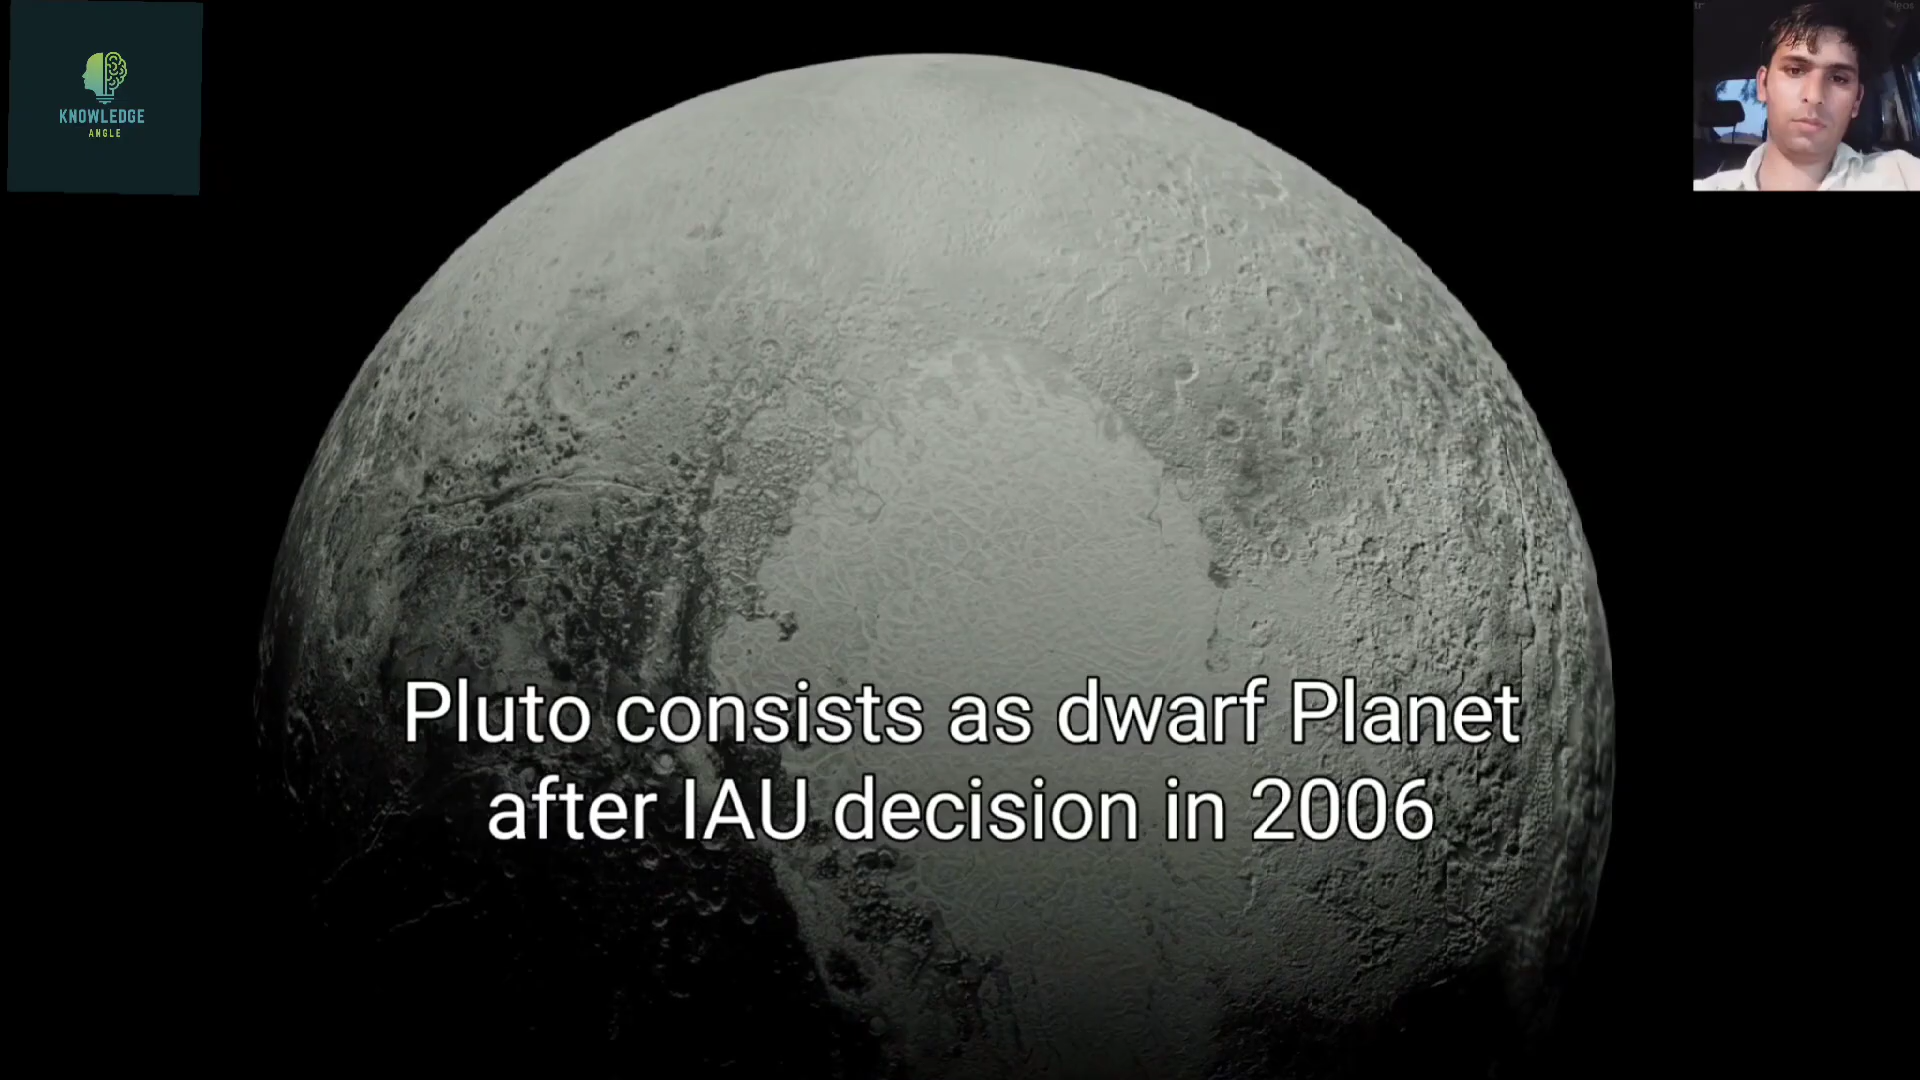 KNOWLEDGE
ANGLE
Pluto consists as dwarf Planet
after IAU decision in 2006